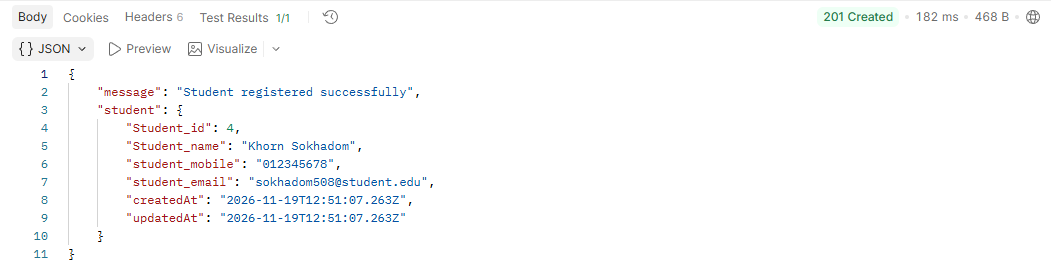 Body Cookies Headers 6 Test Results 1/1 201 Created • 182 ms • 468 B •
{} JSON Preview Visualize
1 {
2 "message": "Student registered successfully",
3 "student": {
4 "Student_id": 4,
5 "Student_name": "Khorn Sokhadom",
6 "student_mobile": "012345678",
7 "student_email": "sokhadom508@student.edu",
8 "createdAt": "2026-11-19T12:51:07.263Z",
9 "updatedAt": "2026-11-19T12:51:07.263Z"
10 }
11 }